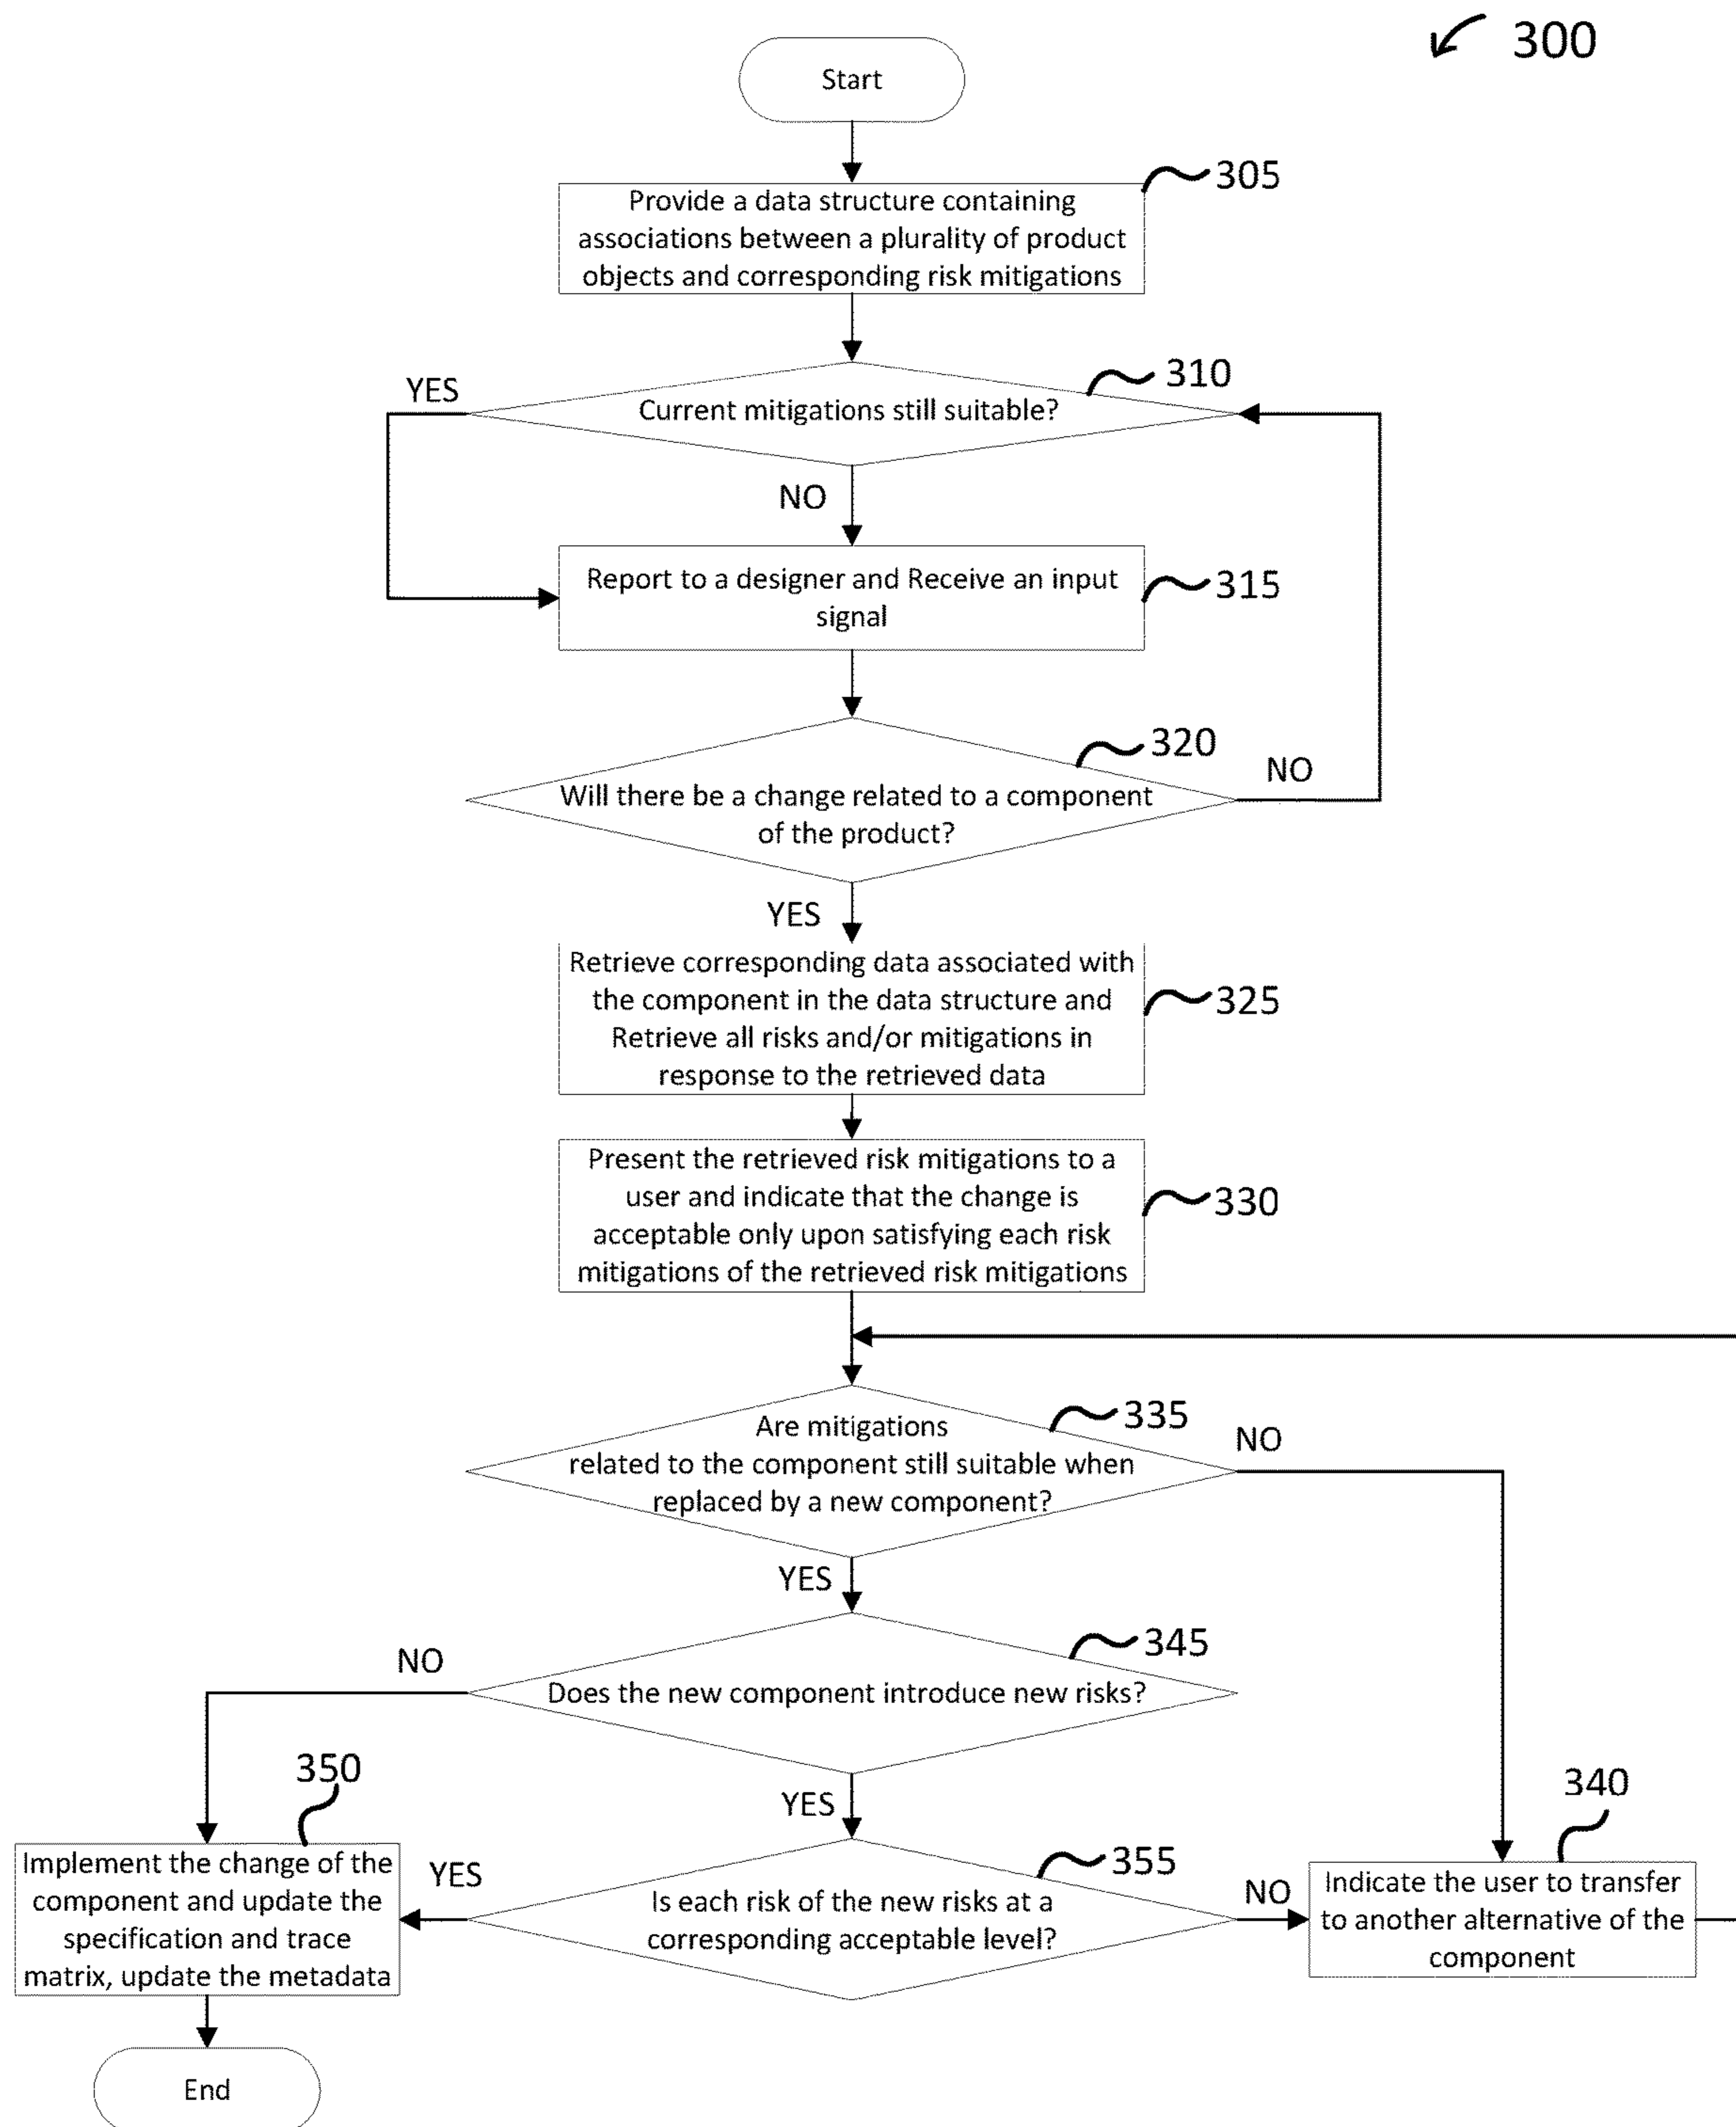 300
Start
305
Provide a data structure containing
associations between a plurality of product
objects and corresponding risk mitigations
310
YES
Current mitigations still suitable?
NO
Report to a designer and Receive an input
signal
315
320
NO
Will there be a change related to a component
of the product?
YES
Retrieve corresponding data associated with
the component in the data structure and
Retrieve all risks and/or mitigations in
response to the retrieved data
325
Present the retrieved risk mitigations to a
user and indicate that the change is
acceptable only upon satisfying each risk
mitigations of the retrieved risk mitigations
330
335
Are mitigations
related to the component still suitable when
replaced by a new component?
NO
YES
345
NO
Does the new component introduce new risks?
YES
350
340
Implement the change of the
component and update the
specification and trace
matrix, update the metadata
YES
355
Is each risk of the new risks at a
corresponding acceptable level?
NO
Indicate the user to transfer
to another alternative of the
component
End